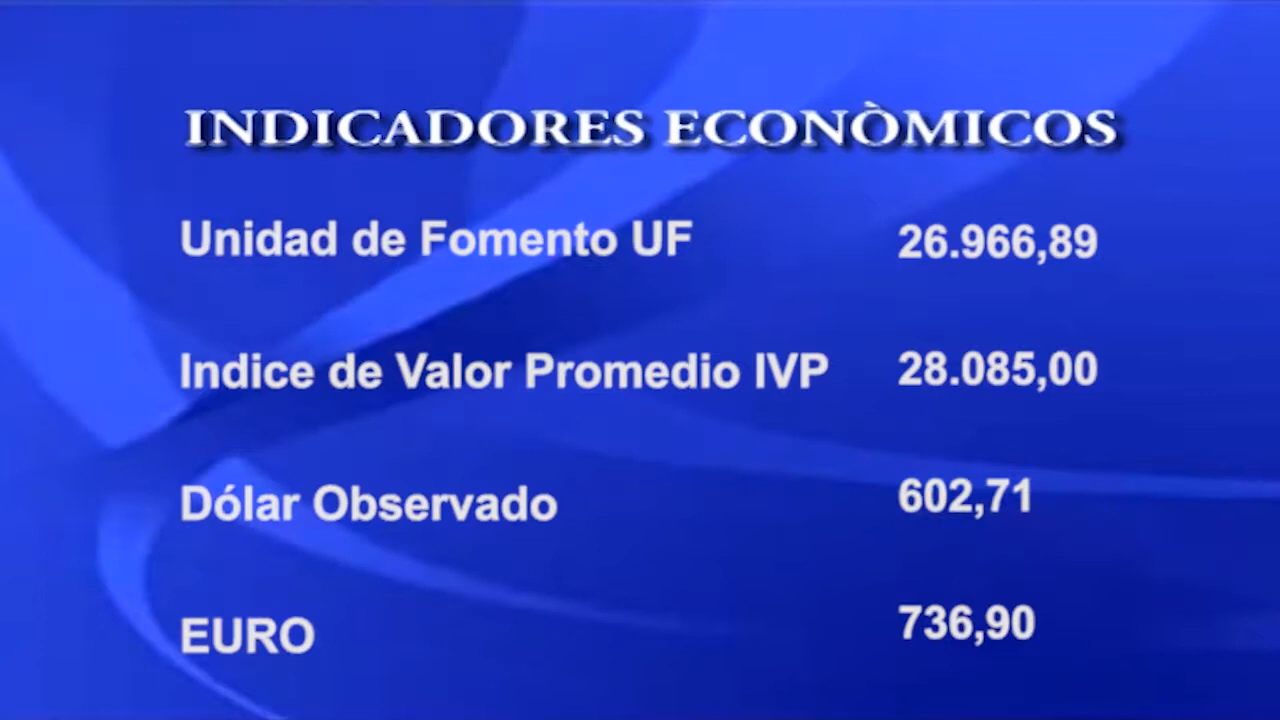 INDICADORES ECONÒMICOS
Unidad de Fomento UF 26.966,89
Indice de Valor Promedio IVP 28.085,00
Dólar Observado 602,71
EURO 736,90